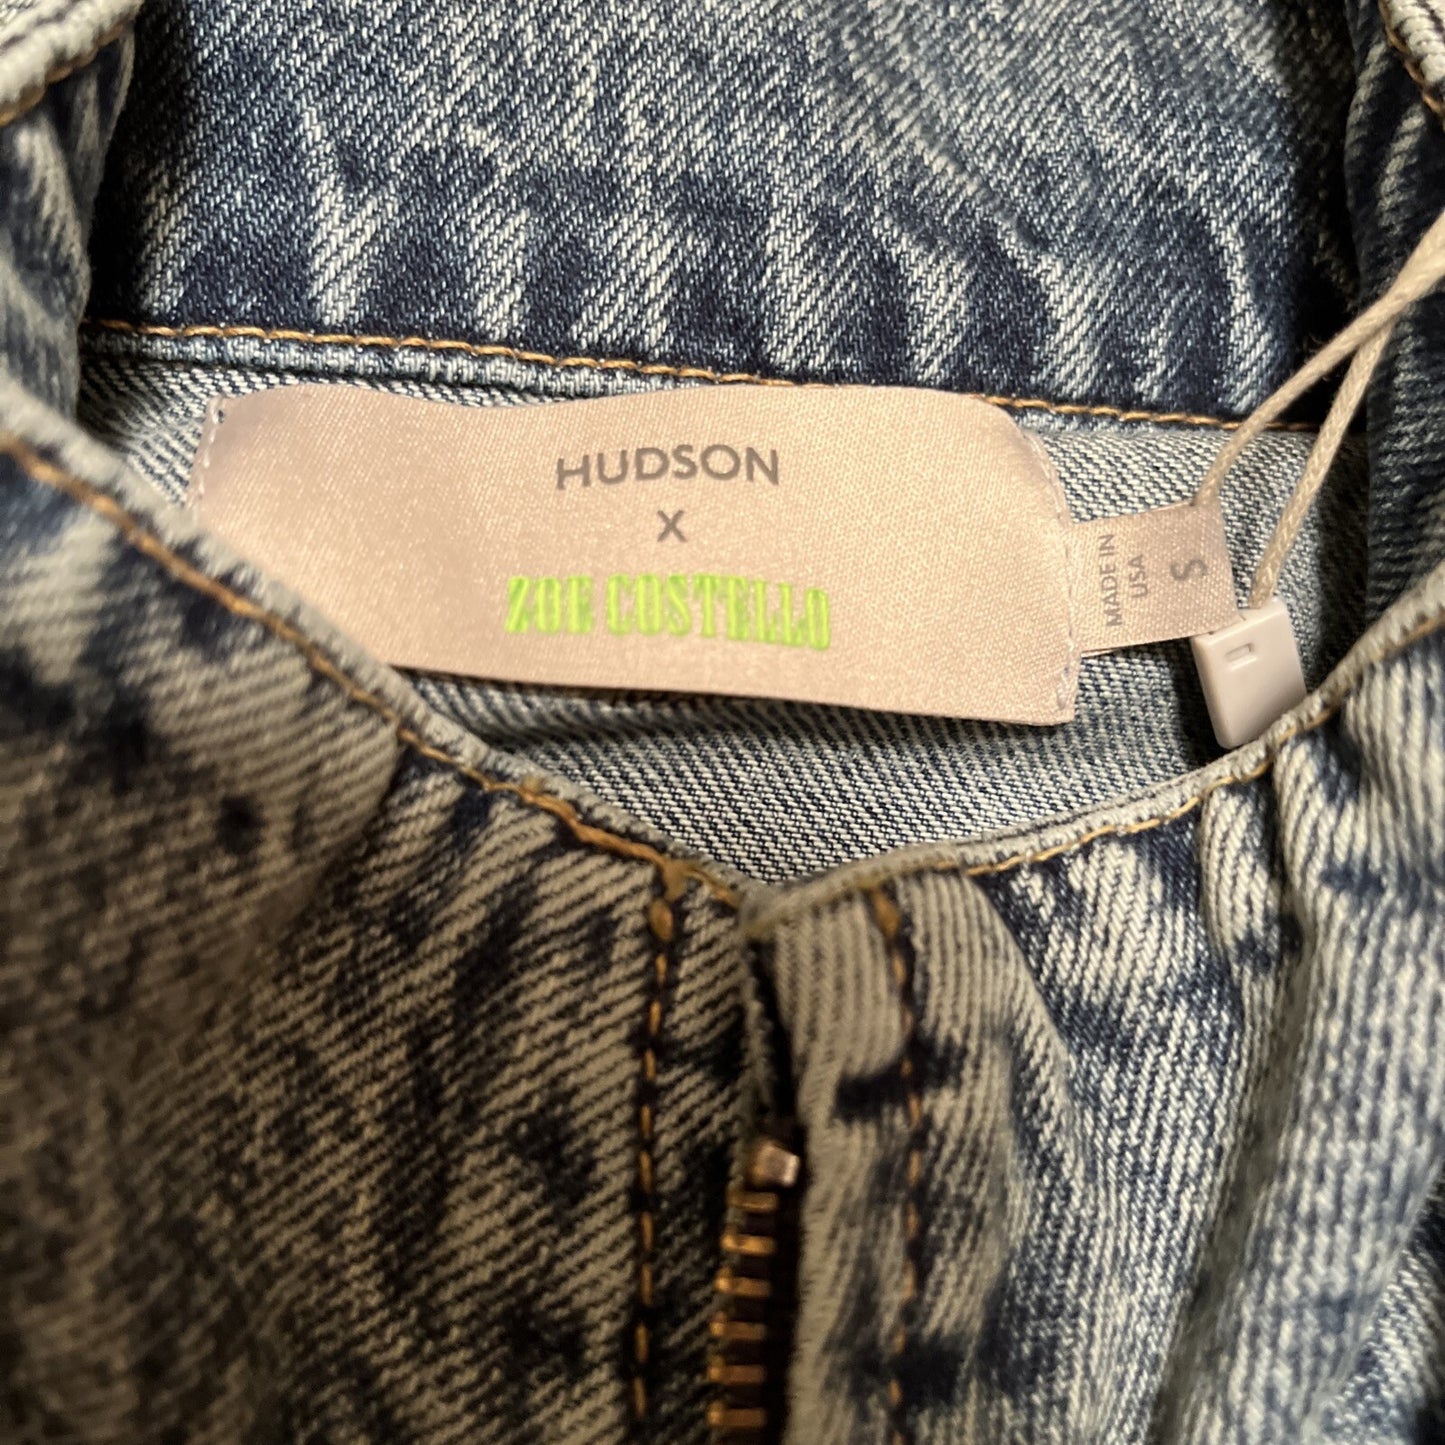 HUDSON
X
ZOE COSTELLO
MADE IN
USA
S